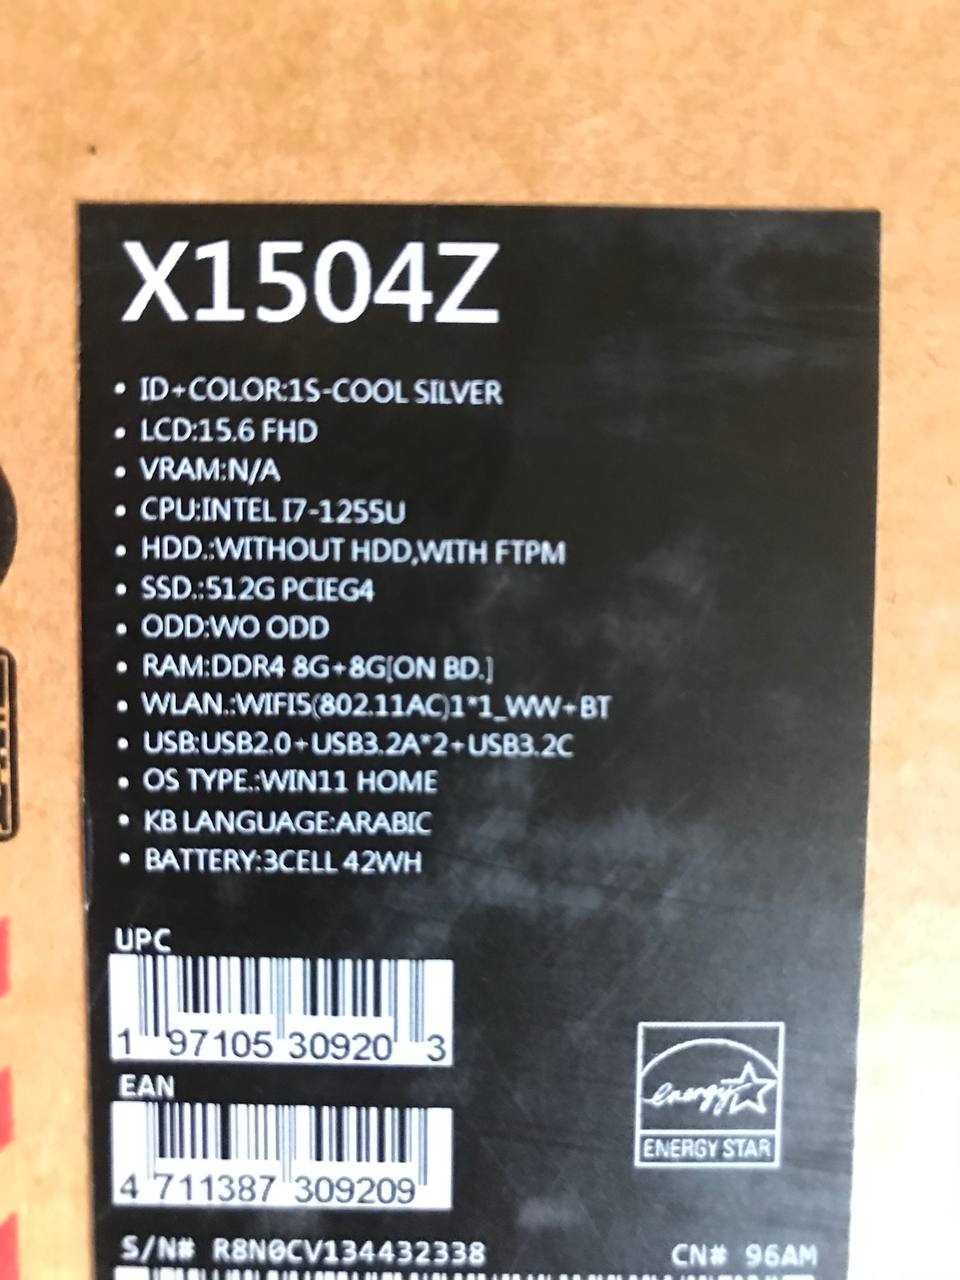 X1504Z
• ID+COLOR:1S-COOL SILVER
• LCD:15.6 FHD
• VRAM:N/A
• CPU:INTEL I7-1255U
• HDD.:WITHOUT HDD,WITH FTPM
• SSD.:512G PCIEG4
• ODD:WO ODD
• RAM:DDR4 8G+8G[ON BD.]
• WLAN.:WIFI5(802.11AC)1*1_WW+BT
• USB:USB2.0+USB3.2A*2+USB3.2C
• OS TYPE.:WIN11 HOME
• KB LANGUAGE:ARABIC
• BATTERY:3CELL 42WH
UPC
1 97105 30920 3
EAN
4 711387 309209
energy
ENERGY STAR
S/N# R8N0CV134432338 CN# 96AM